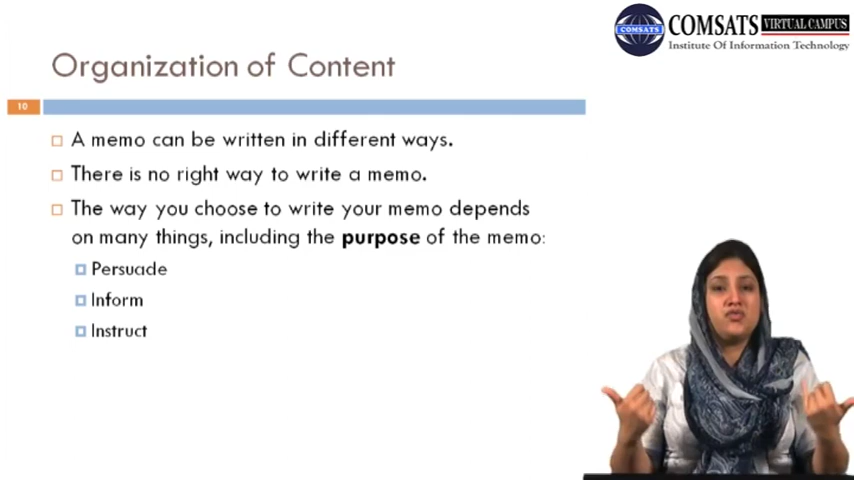 COMSATS VIRTUAL CAMPUS
COMSATS
Institute Of Information Technology
Organization of Content
10
A memo can be written in different ways.
There is no right way to write a memo.
The way you choose to write your memo depends
on many things, including the purpose of the memo:
Persuade
Inform
Instruct